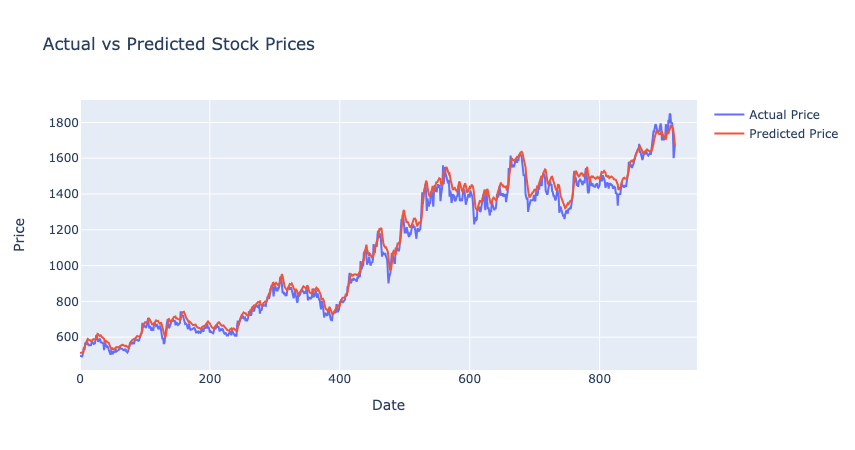 Actual vs Predicted Stock Prices
Actual Price
Predicted Price
1800
1600
1400
1200
1000
800
600
Price
0 200 400 600 800
Date